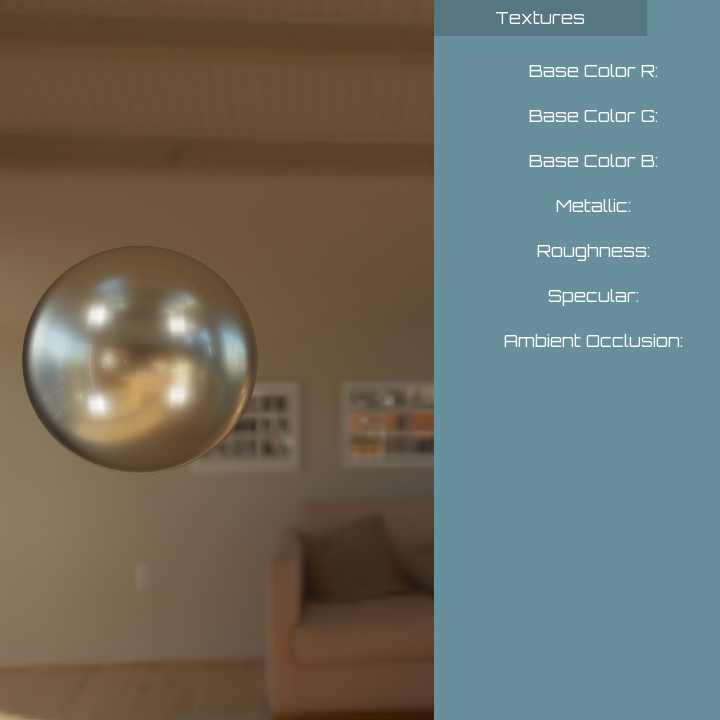 Textures
Base Color R:
Base Color G:
Base Color B:
Metallic:
Roughness:
Specular:
Ambient Occlusion: